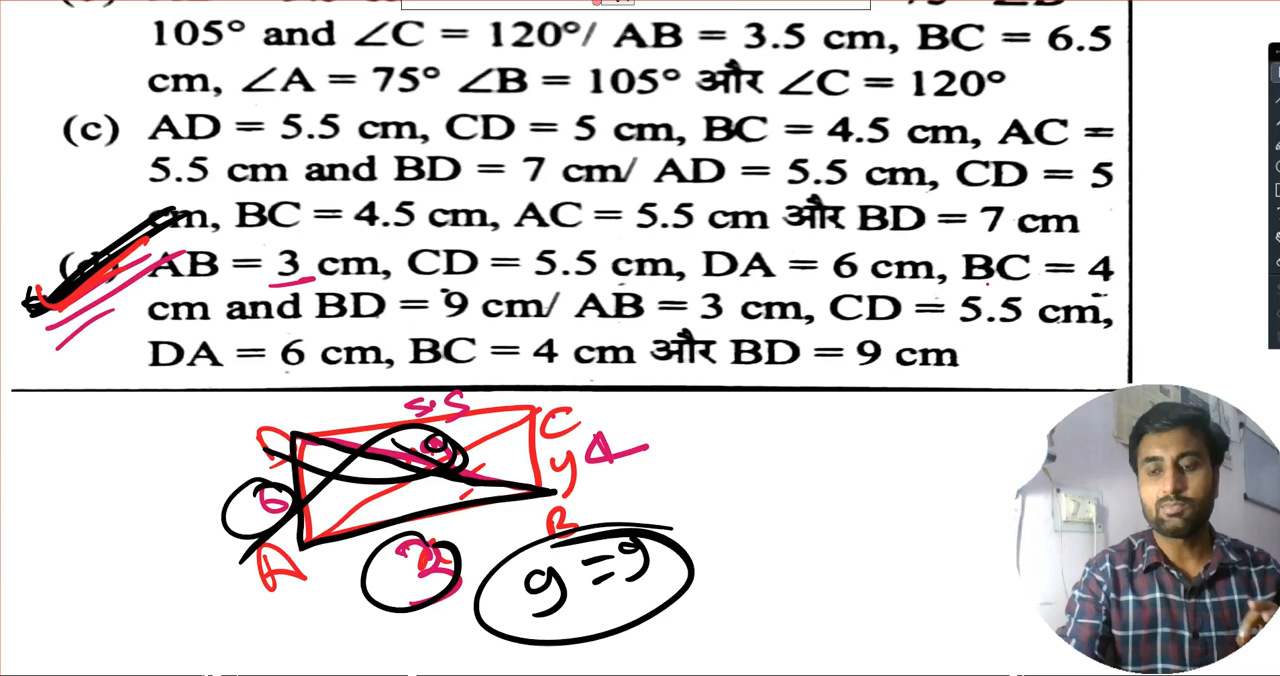 105° and ∠C = 120°/ AB = 3.5 cm, BC = 6.5
cm, ∠A = 75° ∠B = 105° और ∠C = 120°
(c) AD = 5.5 cm, CD = 5 cm, BC = 4.5 cm, AC =
5.5 cm and BD = 7 cm/ AD = 5.5 cm, CD = 5
cm, BC = 4.5 cm, AC = 5.5 cm और BD = 7 cm
(d) AB = 3 cm, CD = 5.5 cm, DA = 6 cm, BC = 4
cm and BD = 9 cm/ AB = 3 cm, CD = 5.5 cm,
DA = 6 cm, BC = 4 cm और BD = 9 cm
5.5
C
9
4
6
B
A
3
9 = 9